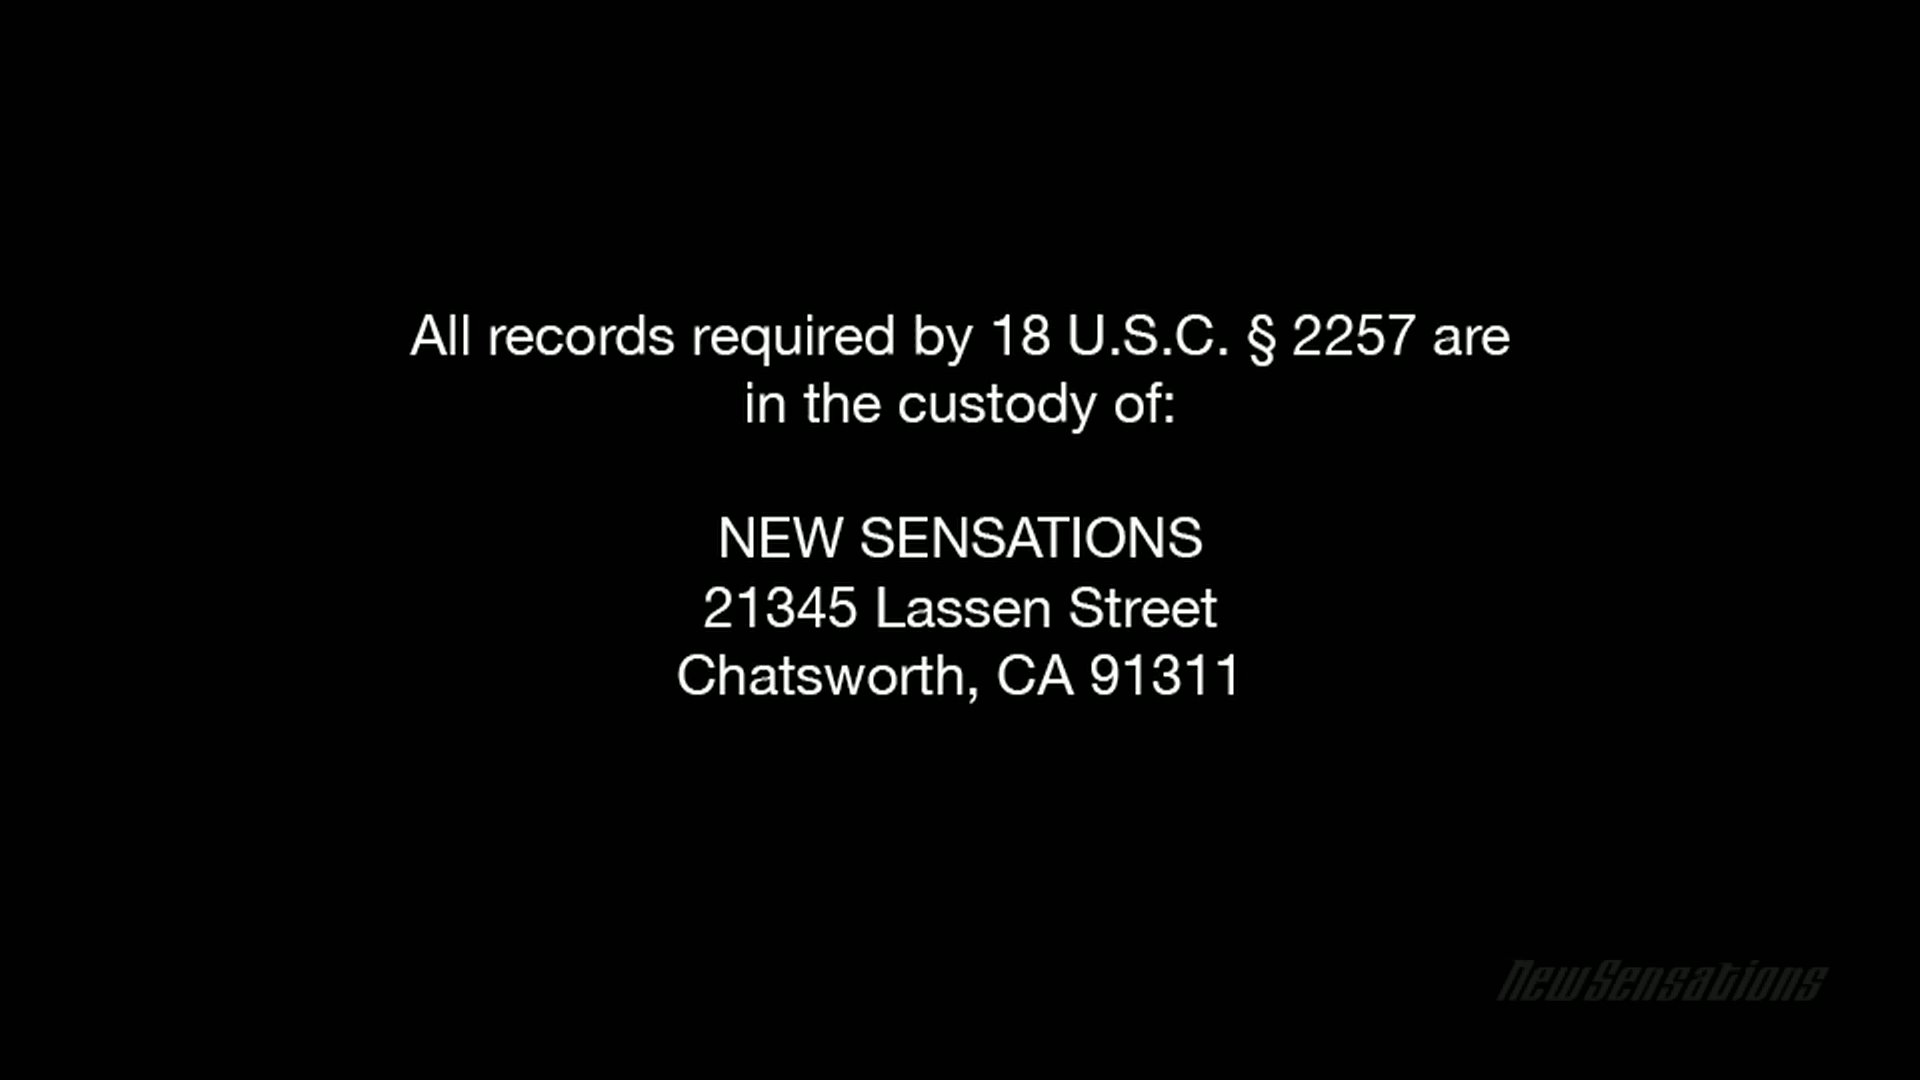 All records required by 18 U.S.C. § 2257 are
in the custody of:
NEW SENSATIONS
21345 Lassen Street
Chatsworth, CA 91311
NewSensations